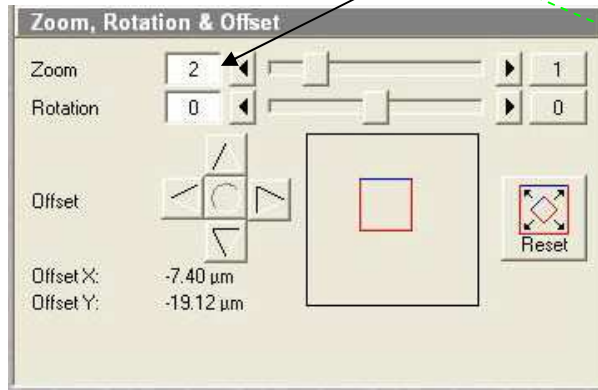 Zoom, Rotation & Offset
Zoom 2 1
Rotation 0 0
Offset
Reset
Offset X: -7.40 µm
Offset Y: -19.12 µm